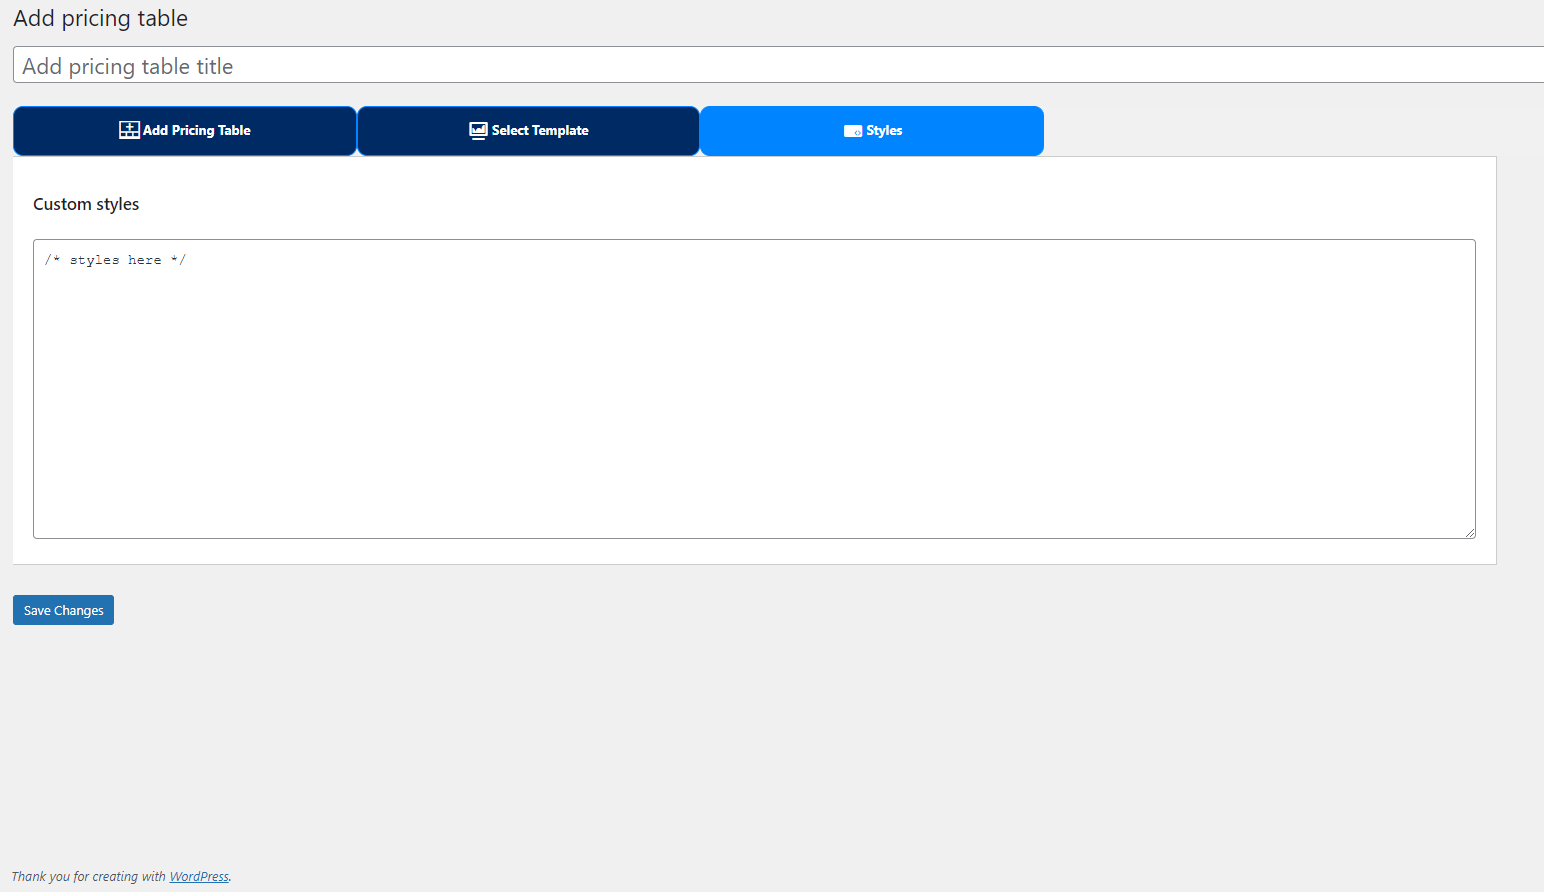 Add pricing table
Add pricing table title
Add Pricing Table
Select Template
Styles
Custom styles
/* styles here */
Save Changes
Thank you for creating with WordPress.